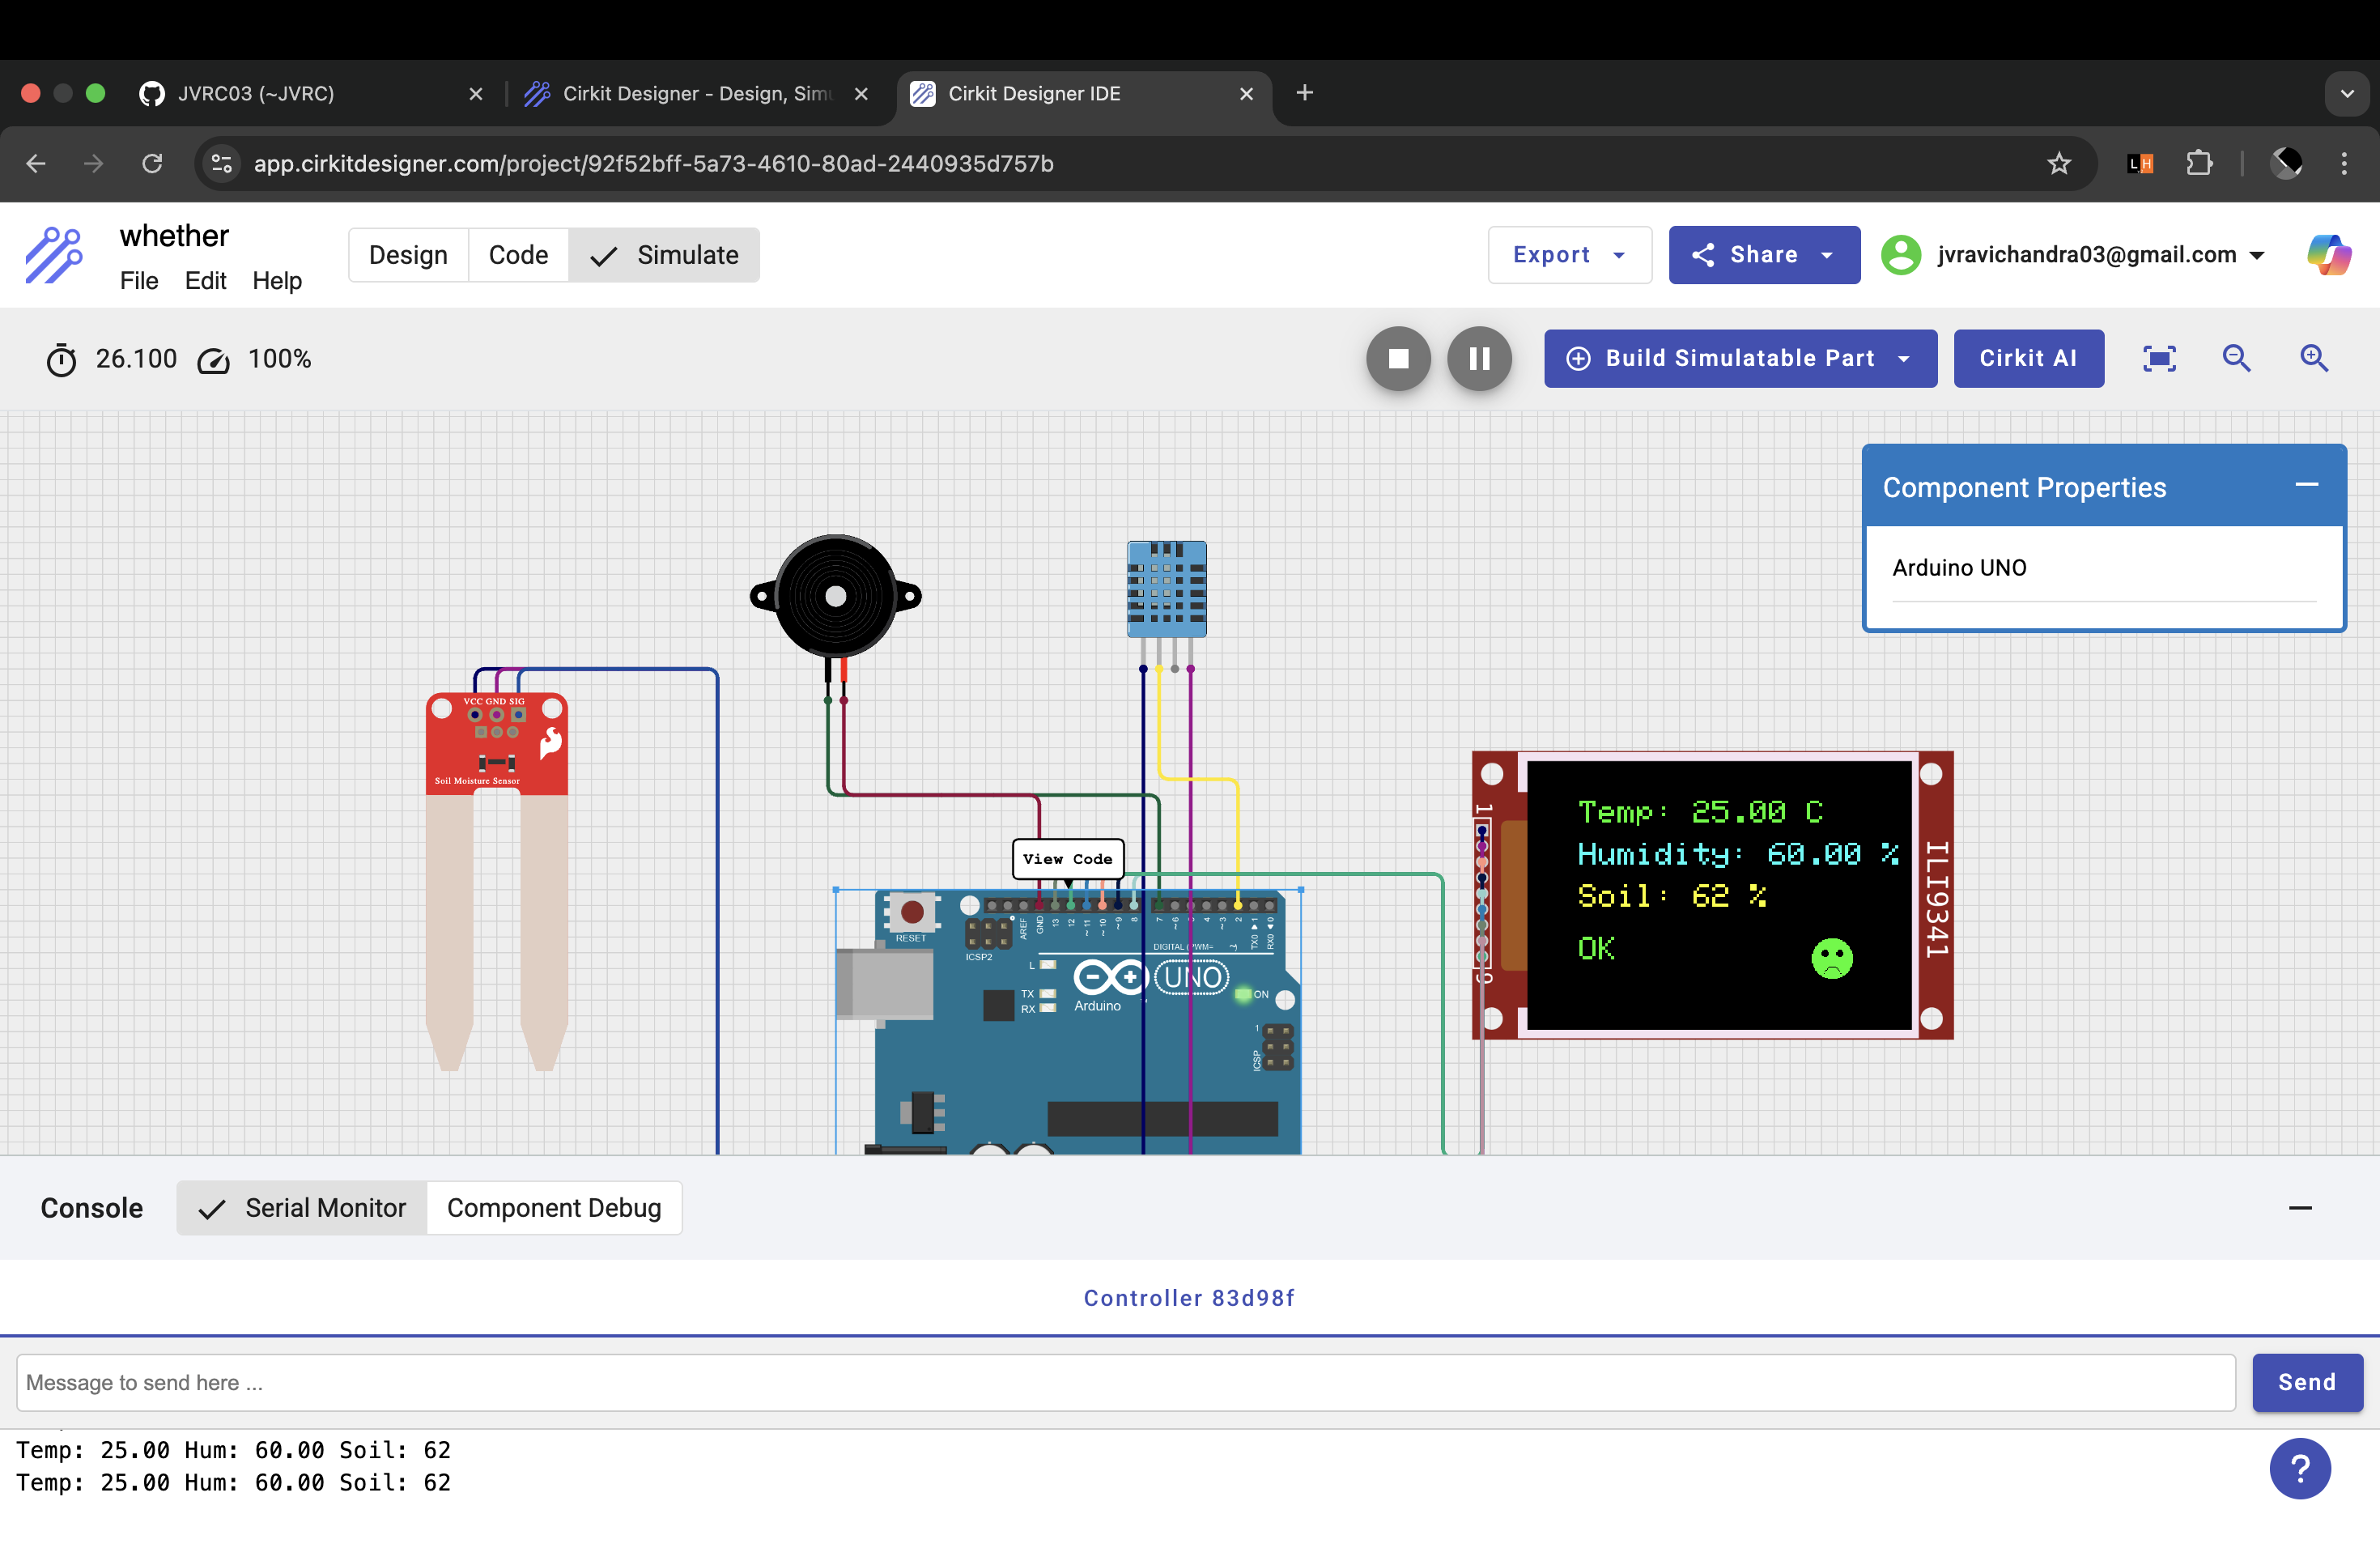 JVRC03 (~JVRC)
Cirkit Designer - Design, Simu
Cirkit Designer IDE
app.cirkitdesigner.com/project/92f52bff-5a73-4610-80ad-2440935d757b
LH
whether
File Edit Help
Design Code Simulate
Export
Share
jvravichandra03@gmail.com
26.100
100%
Build Simulatable Part
Cirkit AI
Component Properties
Arduino UNO
VCC GND SIG
Soil Moisture Sensor
View Code
RESET
ICSP2
AREF
GND
13
12
~11
~10
~9
8
7
~6
4
~3
2
TX0 1
RX0 0
L
TX
RX
Arduino
UNO
ON
1
ICSP
1
9
Temp: 25.00 C
Humidity: 60.00 %
Soil: 62 %
OK
ILI9341
Console
Serial Monitor
Component Debug
Controller 83d98f
Message to send here ...
Send
Temp: 25.00 Hum: 60.00 Soil: 62
Temp: 25.00 Hum: 60.00 Soil: 62
?